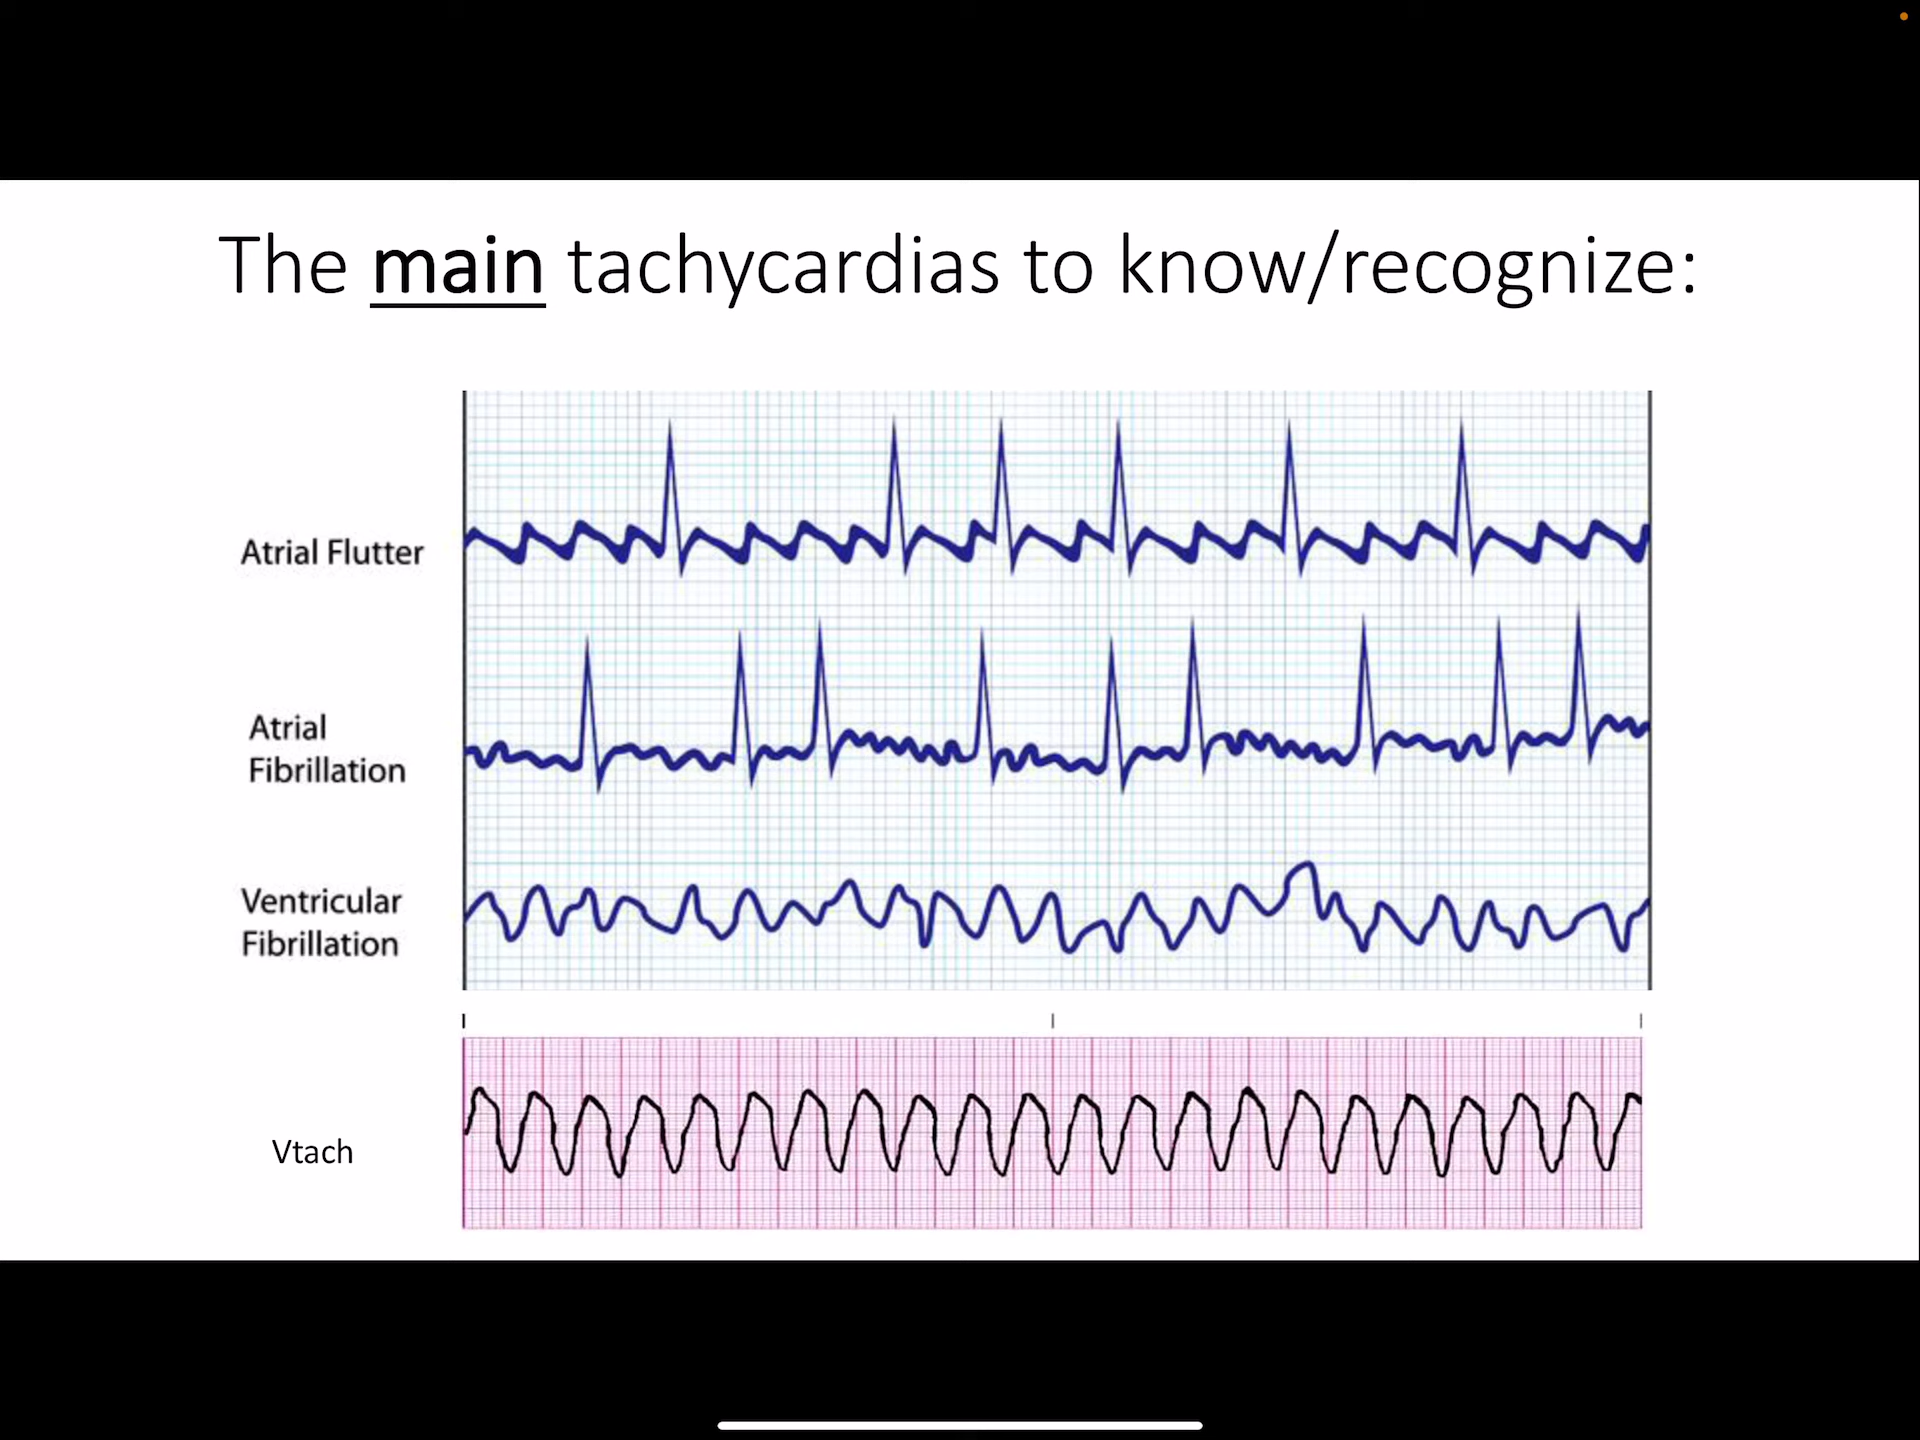 The main tachycardias to know/recognize:
Atrial Flutter
Atrial
Fibrillation
Ventricular
Fibrillation
Vtach